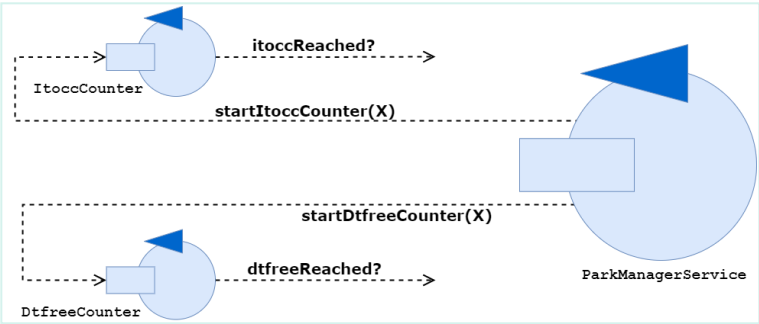 itoccReached?
ItoccCounter
startItoccCounter(X)
startDtfreeCounter(X)
dtfreeReached?
ParkManagerService
DtfreeCounter